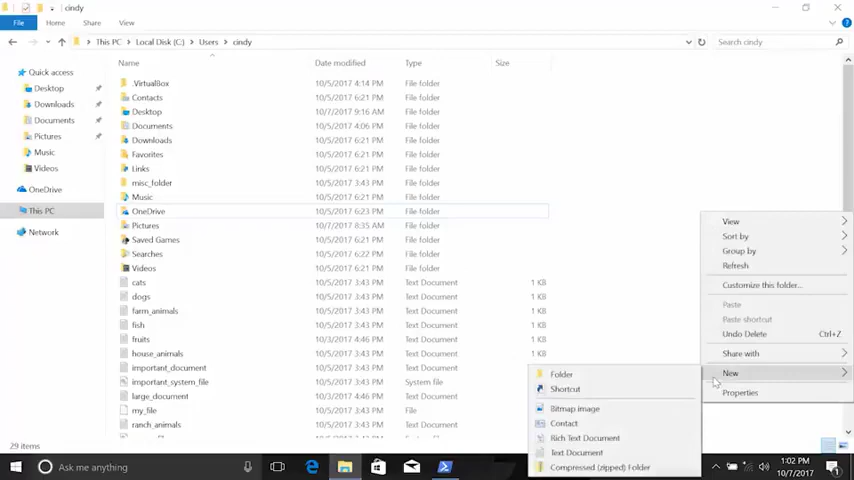 cindy
File Home Share View
This PC Local Disk (C:) Users cindy Search cindy
Name Date modified Type Size
Quick access
Desktop
Downloads
Documents
Pictures
Music
Videos
OneDrive
This PC
Network
.VirtualBox 10/5/2017 4:14 PM File folder
Contacts 10/5/2017 6:21 PM File folder
Desktop 10/7/2017 9:16 AM File folder
Documents 10/5/2017 4:06 PM File folder
Downloads 10/5/2017 6:21 PM File folder
Favorites 10/5/2017 6:21 PM File folder
Links 10/5/2017 6:21 PM File folder
misc_folder 10/5/2017 3:43 PM File folder
Music 10/5/2017 6:21 PM File folder
OneDrive 10/5/2017 6:23 PM File folder
Pictures 10/7/2017 8:35 AM File folder
Saved Games 10/5/2017 6:21 PM File folder
Searches 10/5/2017 6:22 PM File folder
Videos 10/5/2017 6:21 PM File folder
cats 10/5/2017 3:43 PM Text Document 1 KB
dogs 10/5/2017 3:43 PM Text Document 1 KB
farm_animals 10/5/2017 3:43 PM Text Document 1 KB
fish 10/5/2017 3:43 PM Text Document 1 KB
fruits 10/3/2017 4:46 PM Text Document 1 KB
house_animals 10/5/2017 3:43 PM Text Document 1 KB
important_document 10/3/2017 4:46 PM Text Document
important_system_file 10/5/2017 3:43 PM System file
large_document 10/3/2017 4:46 PM Text Document
my_file 10/5/2017 3:43 PM File
ranch_animals 10/5/2017 3:43 PM Text Document
View
Sort by
Group by
Refresh
Customize this folder...
Paste
Paste shortcut
Undo Delete Ctrl+Z
Share with
New
Properties
Folder
Shortcut
Bitmap image
Contact
Rich Text Document
Text Document
Compressed (zipped) Folder
29 items
Ask me anything
1:02 PM
10/7/2017